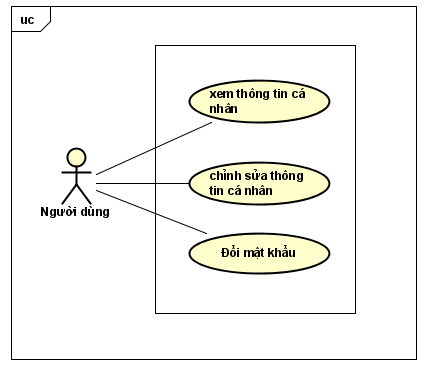 uc
xem thông tin cá
nhân
chỉnh sửa thông
tin cá nhân
Người dùng
Đổi mật khẩu